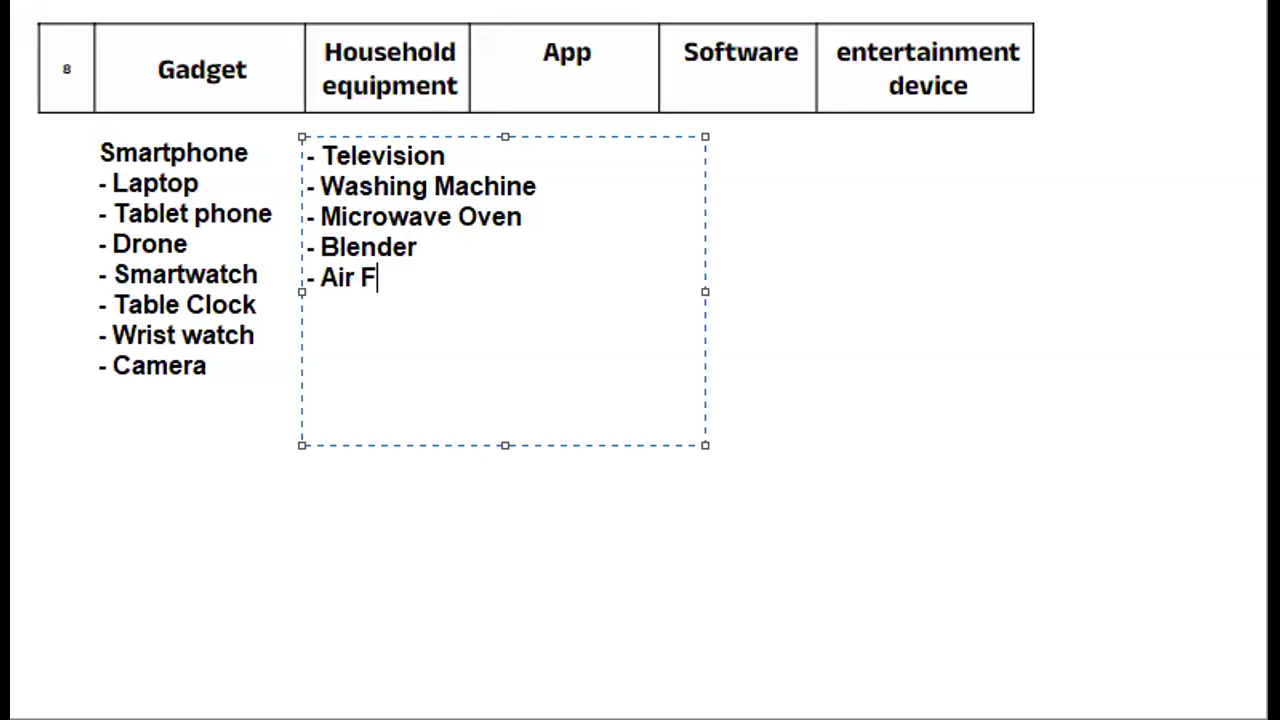 8
Gadget
Household
equipment
App
Software
entertainment
device
Smartphone
- Laptop
- Tablet phone
- Drone
- Smartwatch
- Table Clock
- Wrist watch
- Camera
- Television
- Washing Machine
- Microwave Oven
- Blender
- Air F